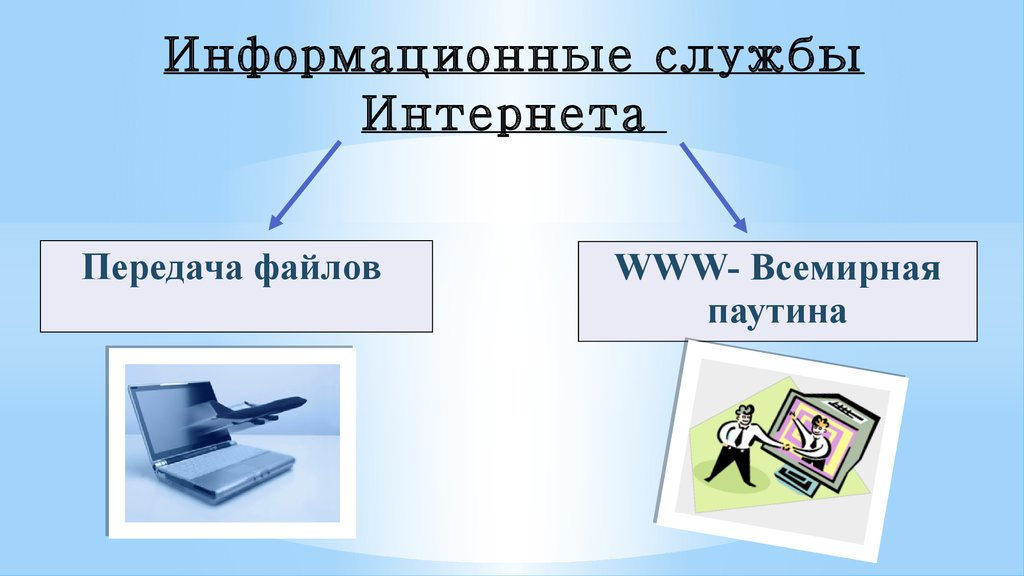 Информационные службы
Интернета
Передача файлов
WWW- Всемирная
паутина